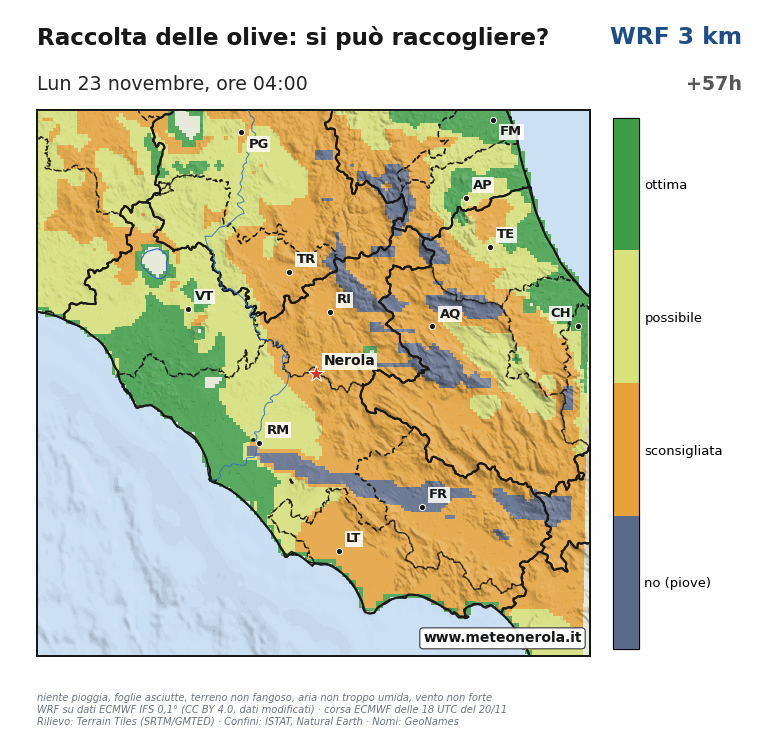 Raccolta delle olive: si può raccogliere?
WRF 3 km
Lun 23 novembre, ore 04:00
+57h
FM
PG
AP
TE
TR
VT
RI
AQ
CH
Nerola
RM
FR
LT
www.meteonerola.it
ottima
possibile
sconsigliata
no (piove)
niente pioggia, foglie asciutte, terreno non fangoso, aria non troppo umida, vento non forte
WRF su dati ECMWF IFS 0,1° (CC BY 4.0, dati modificati) · corsa ECMWF delle 18 UTC del 20/11
Rilievo: Terrain Tiles (SRTM/GMTED) · Confini: ISTAT, Natural Earth · Nomi: GeoNames